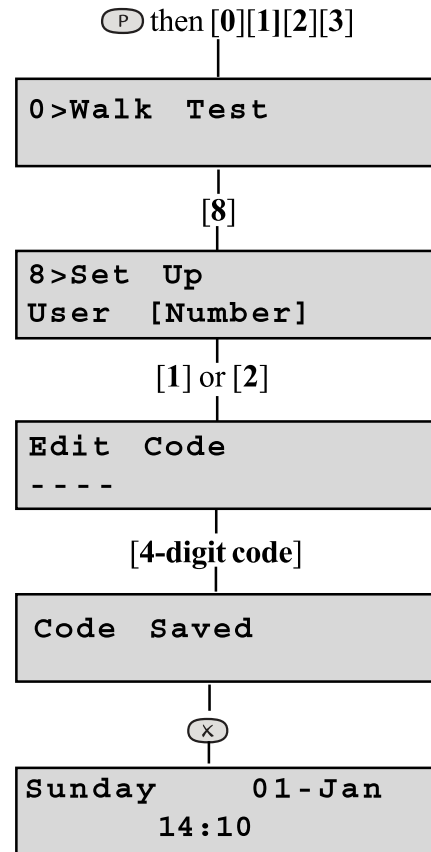 P then [0][1][2][3]
0>Walk Test
[8]
8>Set Up
User [Number]
[1] or [2]
Edit Code
----
[4-digit code]
Code Saved
X
Sunday 01-Jan
14:10